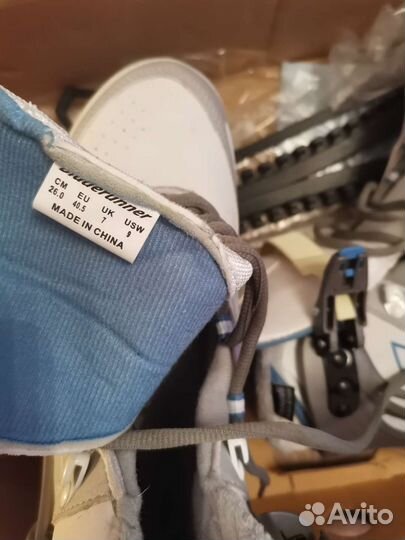 Bladerunner
CM EU UK USW
26.0 40.5 7 9
MADE IN CHINA
Avito